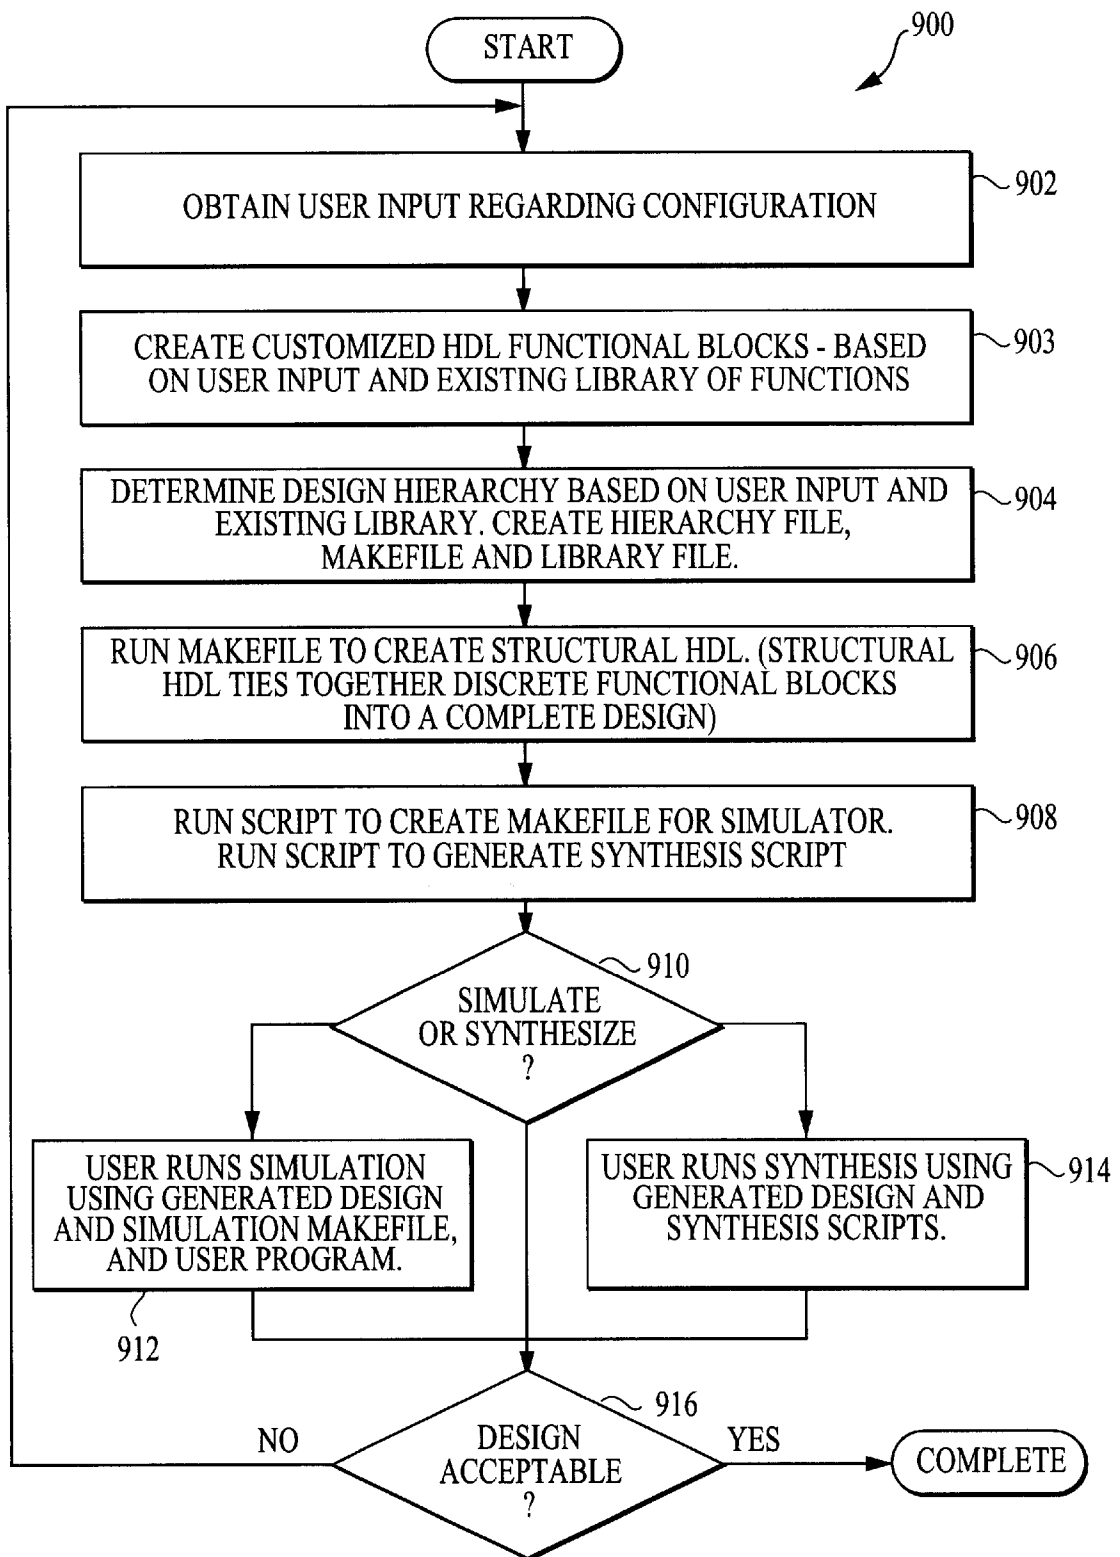 START
900
OBTAIN USER INPUT REGARDING CONFIGURATION
902
CREATE CUSTOMIZED HDL FUNCTIONAL BLOCKS - BASED
ON USER INPUT AND EXISTING LIBRARY OF FUNCTIONS
903
DETERMINE DESIGN HIERARCHY BASED ON USER INPUT AND
EXISTING LIBRARY. CREATE HIERARCHY FILE,
MAKEFILE AND LIBRARY FILE.
904
RUN MAKEFILE TO CREATE STRUCTURAL HDL. (STRUCTURAL
HDL TIES TOGETHER DISCRETE FUNCTIONAL BLOCKS
INTO A COMPLETE DESIGN)
906
RUN SCRIPT TO CREATE MAKEFILE FOR SIMULATOR.
RUN SCRIPT TO GENERATE SYNTHESIS SCRIPT
908
910
SIMULATE
OR SYNTHESIZE
?
USER RUNS SIMULATION
USING GENERATED DESIGN
AND SIMULATION MAKEFILE,
AND USER PROGRAM.
912
USER RUNS SYNTHESIS USING
GENERATED DESIGN AND
SYNTHESIS SCRIPTS.
914
916
DESIGN
ACCEPTABLE
?
NO
YES
COMPLETE